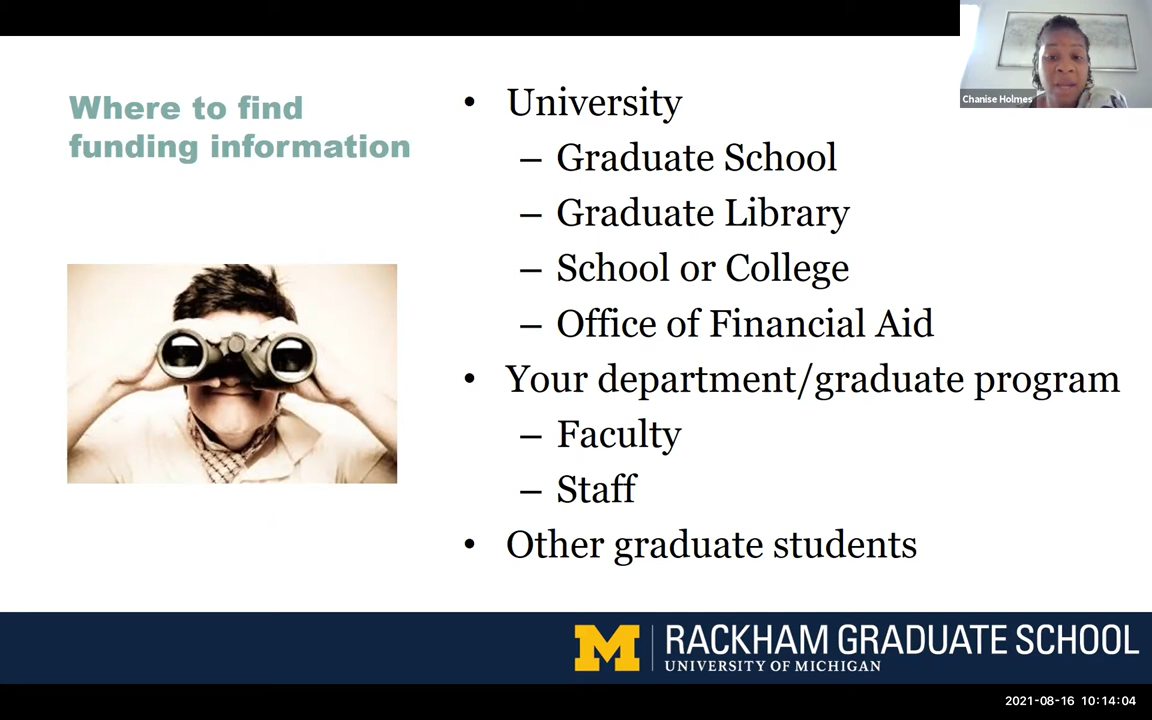 Where to find
funding information
• University
– Graduate School
– Graduate Library
– School or College
– Office of Financial Aid
• Your department/graduate program
– Faculty
– Staff
• Other graduate students
Chanise Holmes
M RACKHAM GRADUATE SCHOOL
UNIVERSITY OF MICHIGAN
2021-08-16 10:14:04